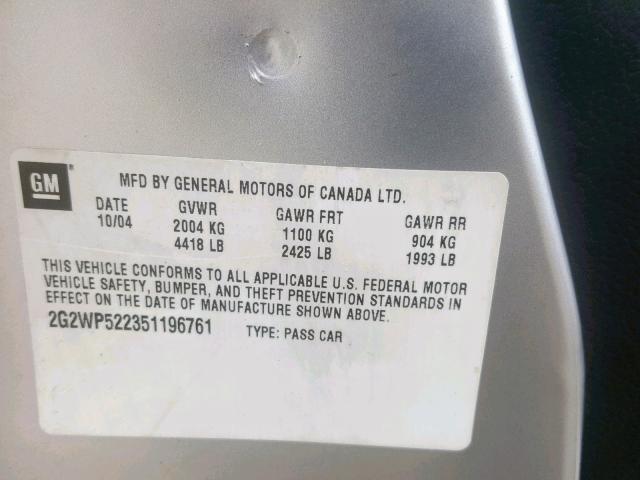 GM®
MFD BY GENERAL MOTORS OF CANADA LTD.
DATE GVWR GAWR FRT GAWR RR
10/04 2004 KG 1100 KG 904 KG
4418 LB 2425 LB 1993 LB
THIS VEHICLE CONFORMS TO ALL APPLICABLE U.S. FEDERAL MOTOR
VEHICLE SAFETY, BUMPER, AND THEFT PREVENTION STANDARDS IN
EFFECT ON THE DATE OF MANUFACTURE SHOWN ABOVE.
2G2WP522351196761 TYPE: PASS CAR